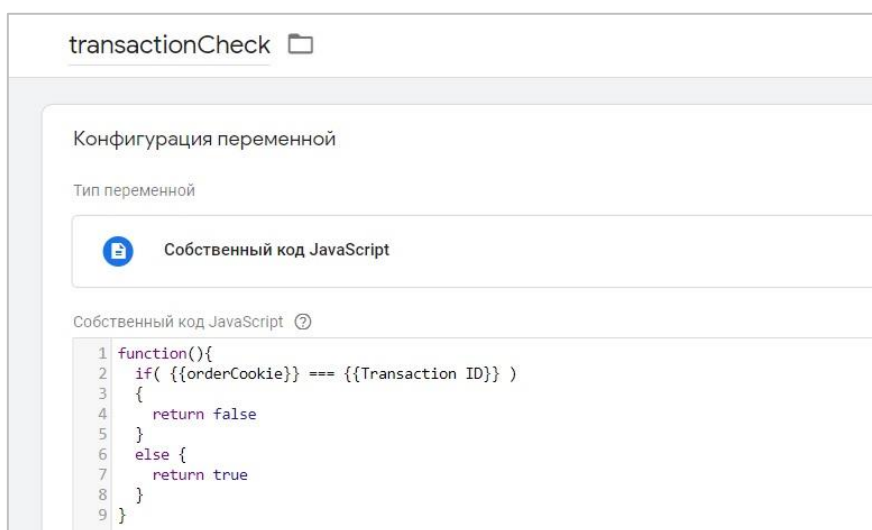 transactionCheck
Конфигурация переменной
Тип переменной
Собственный код JavaScript
Собственный код JavaScript ?
1 function(){
2   if( {{orderCookie}} === {{Transaction ID}} )
3   {
4     return false
5   }
6   else {
7     return true
8   }
9 }